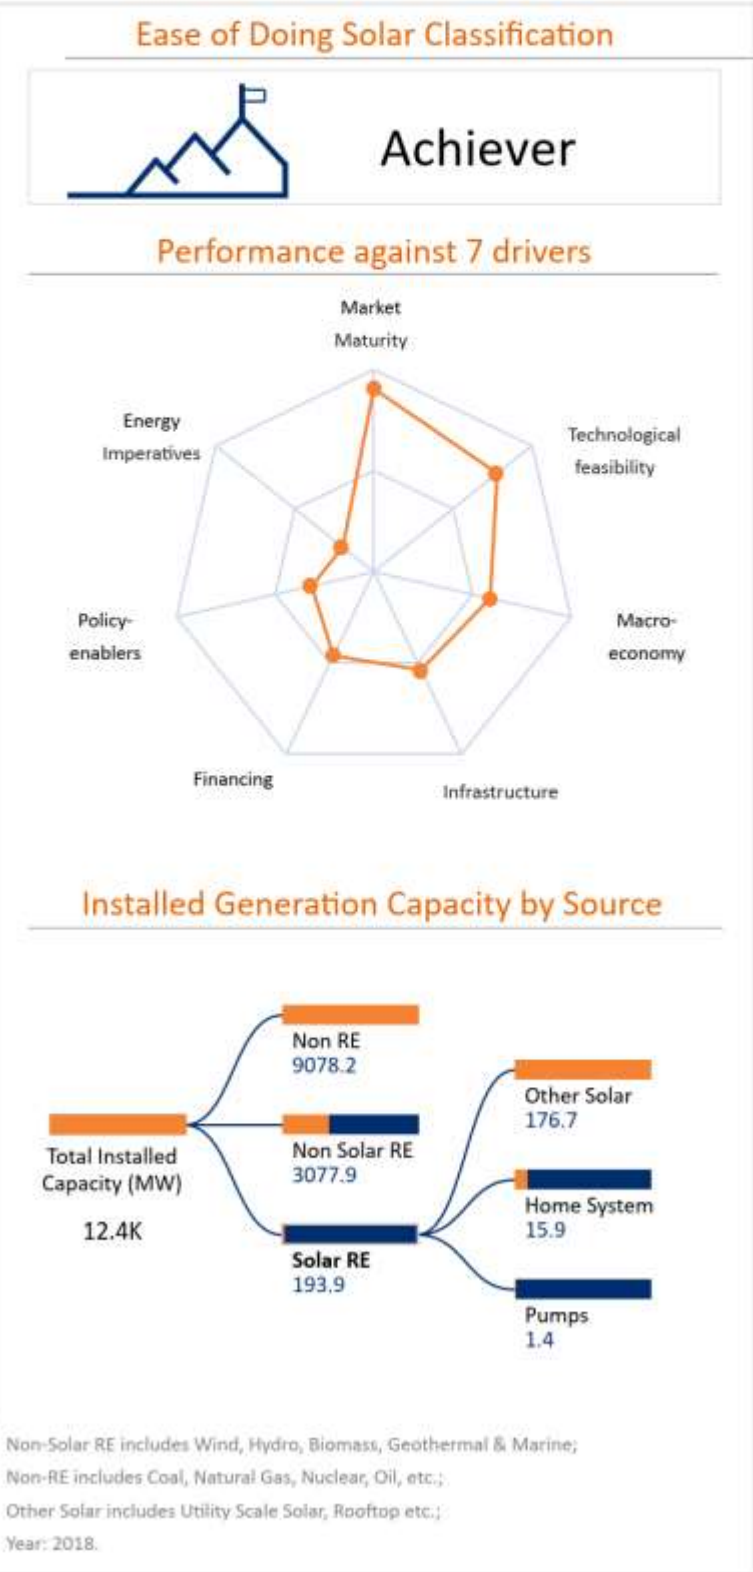 Ease of Doing Solar Classification
Achiever
Performance against 7 drivers
Market
Maturity
Energy
Imperatives
Technological
feasibility
Policy-
enablers
Macro-
economy
Financing
Infrastructure
Installed Generation Capacity by Source
Non RE
9078.2
Other Solar
176.7
Total Installed
Capacity (MW)
12.4K
Non Solar RE
3077.9
Home System
15.9
Solar RE
193.9
Pumps
1.4
Non-Solar RE includes Wind, Hydro, Biomass, Geothermal & Marine;
Non-RE includes Coal, Natural Gas, Nuclear, Oil, etc.;
Other Solar includes Utility Scale Solar, Rooftop etc.;
Year: 2018.